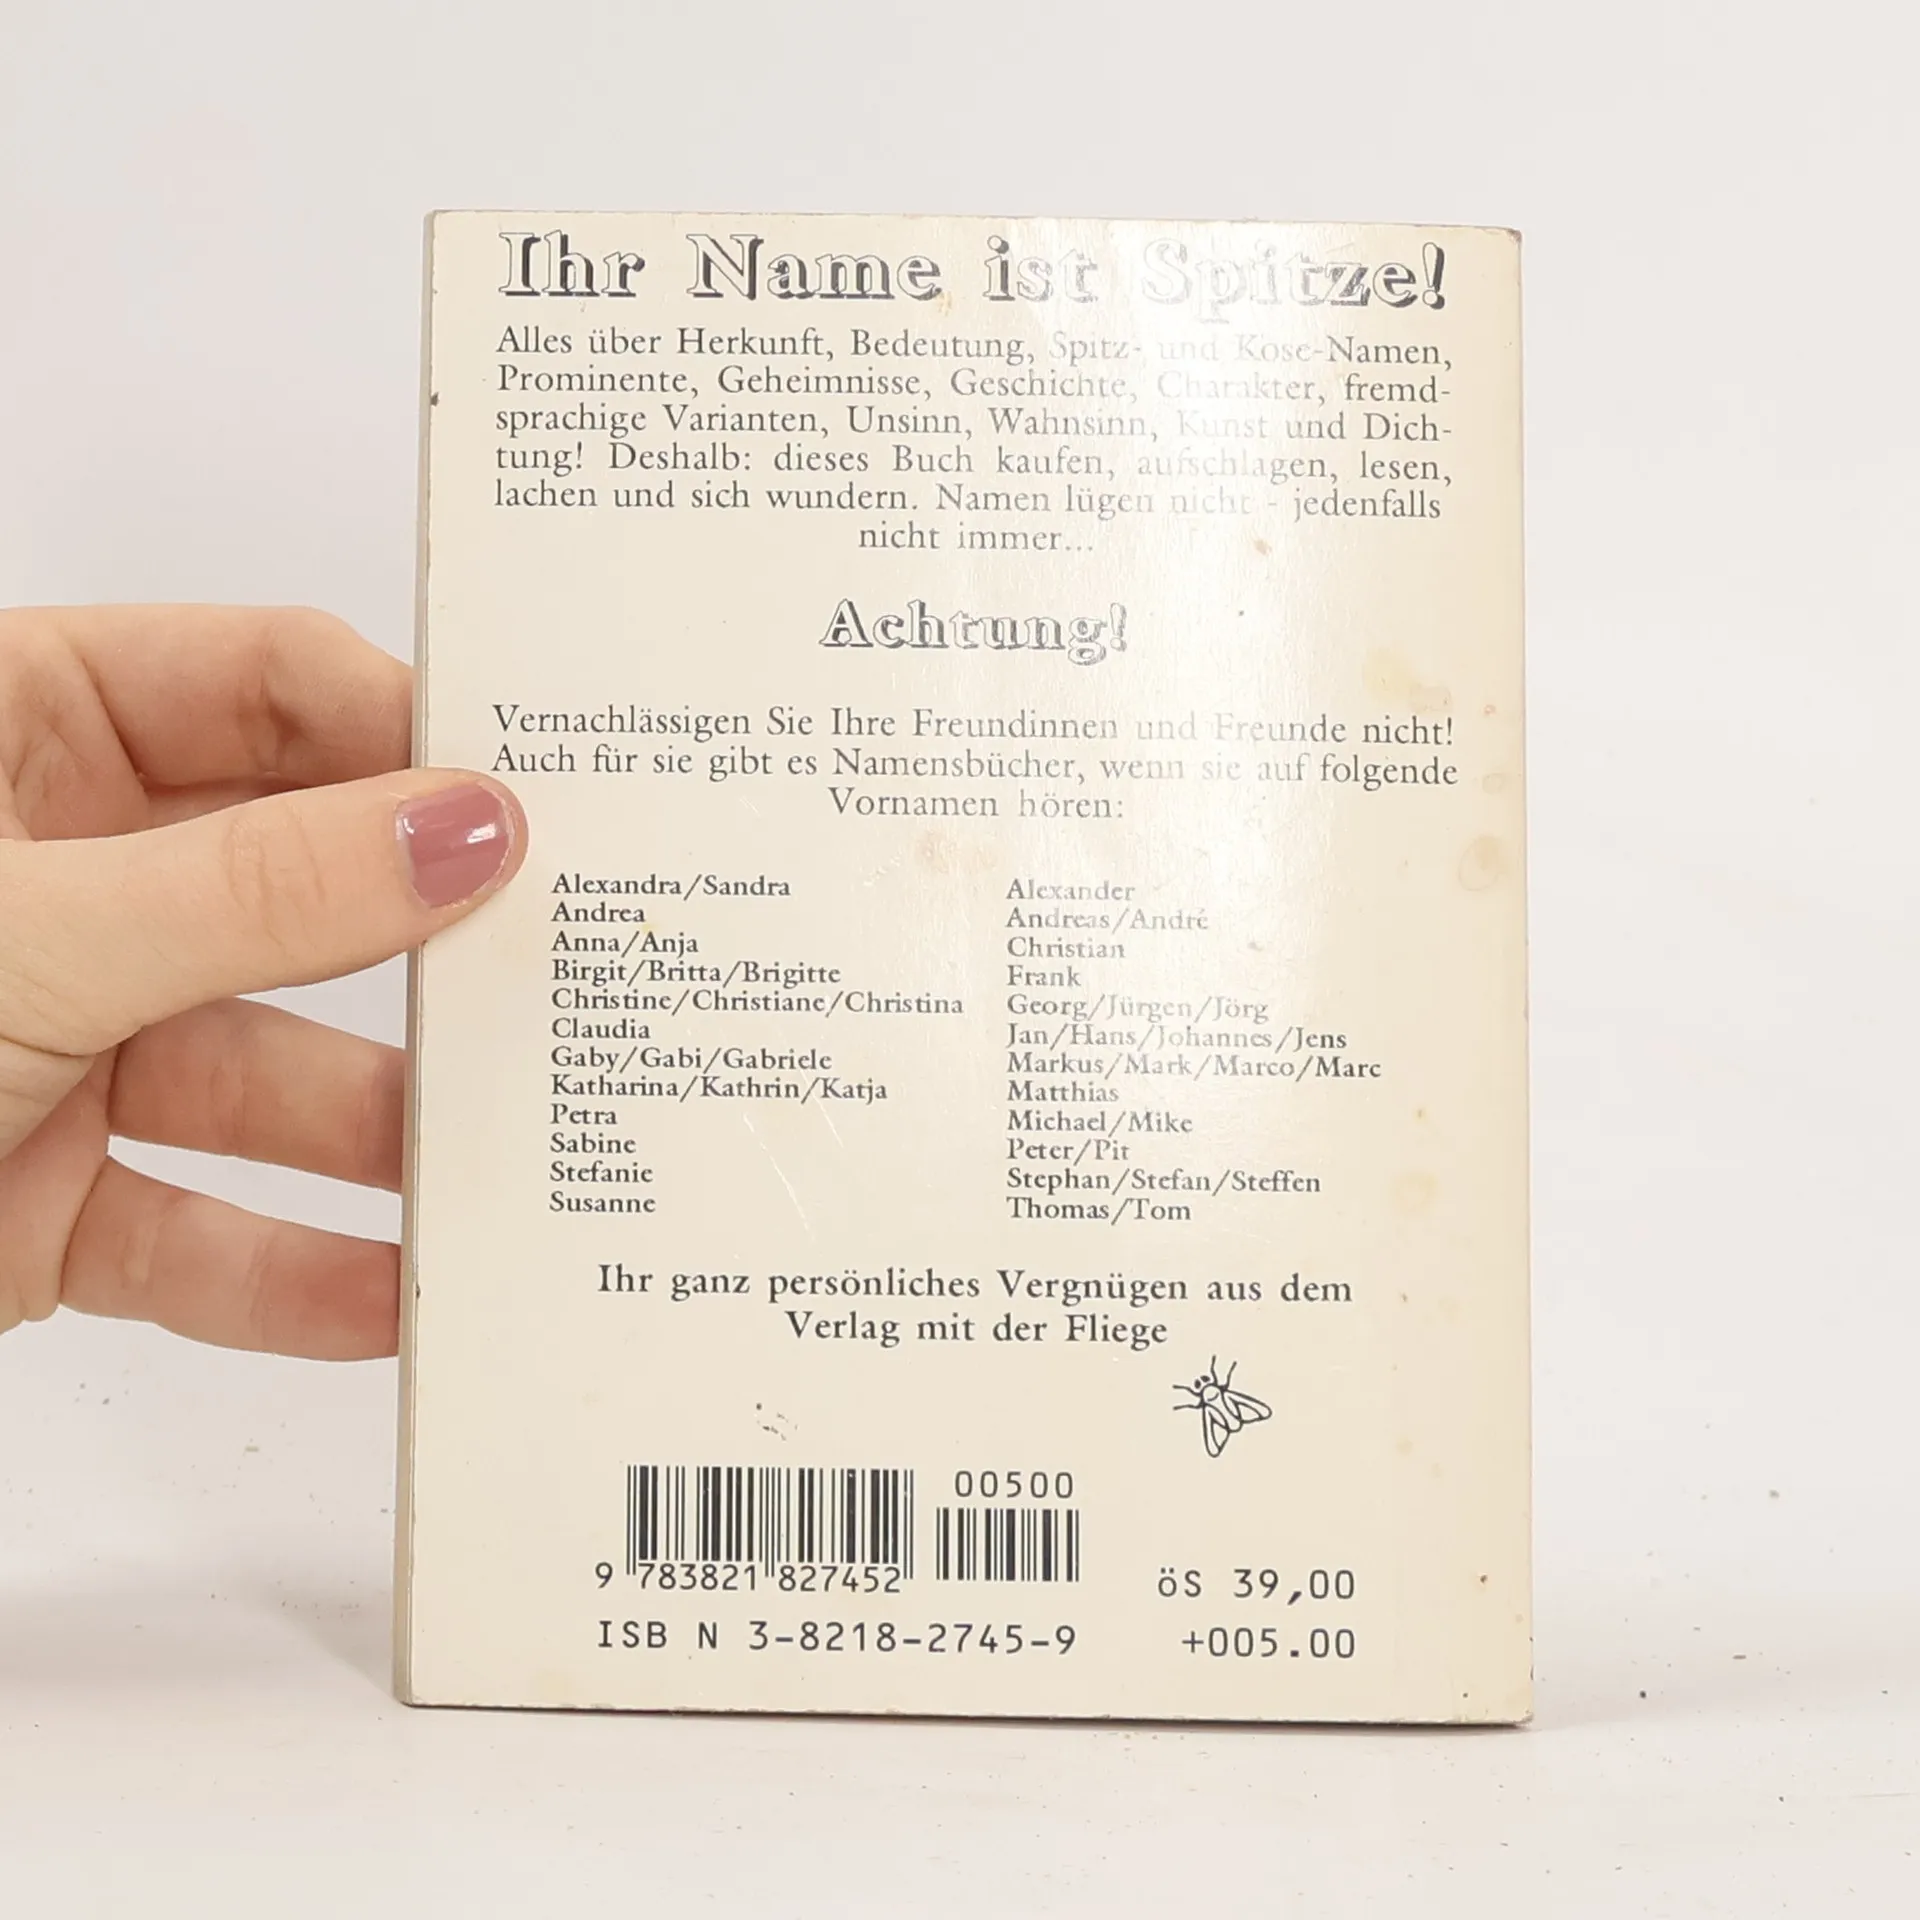 Ihr Name ist Spitze!
Alles über Herkunft, Bedeutung, Spitz- und Kose-Namen,
Prominente, Geheimnisse, Geschichte, Charakter, fremd-
sprachige Varianten, Unsinn, Wahnsinn, Kunst und Dich-
tung! Deshalb: dieses Buch kaufen, aufschlagen, lesen,
lachen und sich wundern. Namen lügen nicht - jedenfalls
nicht immer...
Achtung!
Vernachlässigen Sie Ihre Freundinnen und Freunde nicht!
Auch für sie gibt es Namensbücher, wenn sie auf folgende
Vornamen hören:
Alexandra/Sandra
Andrea
Anna/Anja
Birgit/Britta/Brigitte
Christine/Christiane/Christina
Claudia
Gaby/Gabi/Gabriele
Katharina/Kathrin/Katja
Petra
Sabine
Stefanie
Susanne
Alexander
Andreas/André
Christian
Frank
Georg/Jürgen/Jörg
Jan/Hans/Johannes/Jens
Markus/Mark/Marco/Marc
Matthias
Michael/Mike
Peter/Pit
Stephan/Stefan/Steffen
Thomas/Tom
Ihr ganz persönliches Vergnügen aus dem
Verlag mit der Fliege
00500
9 783821 827452
öS 39,00
ISBN 3-8218-2745-9
+005.00